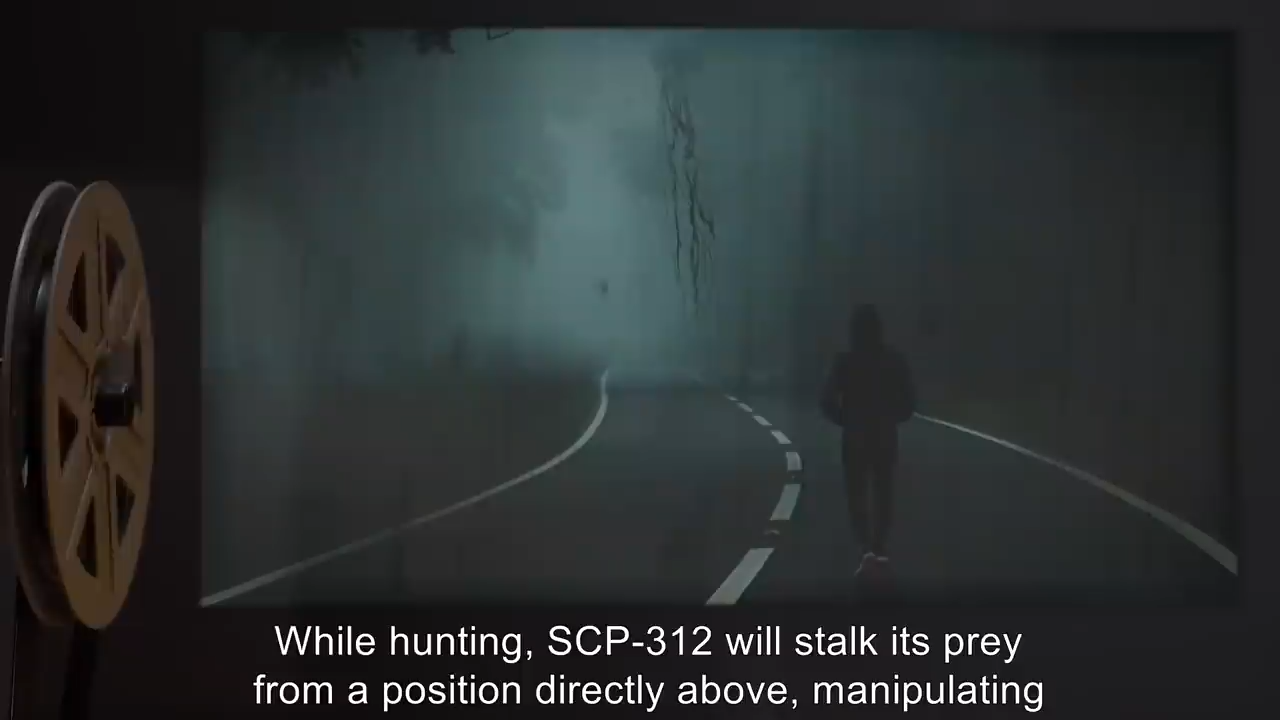 While hunting, SCP-312 will stalk its prey
from a position directly above, manipulating